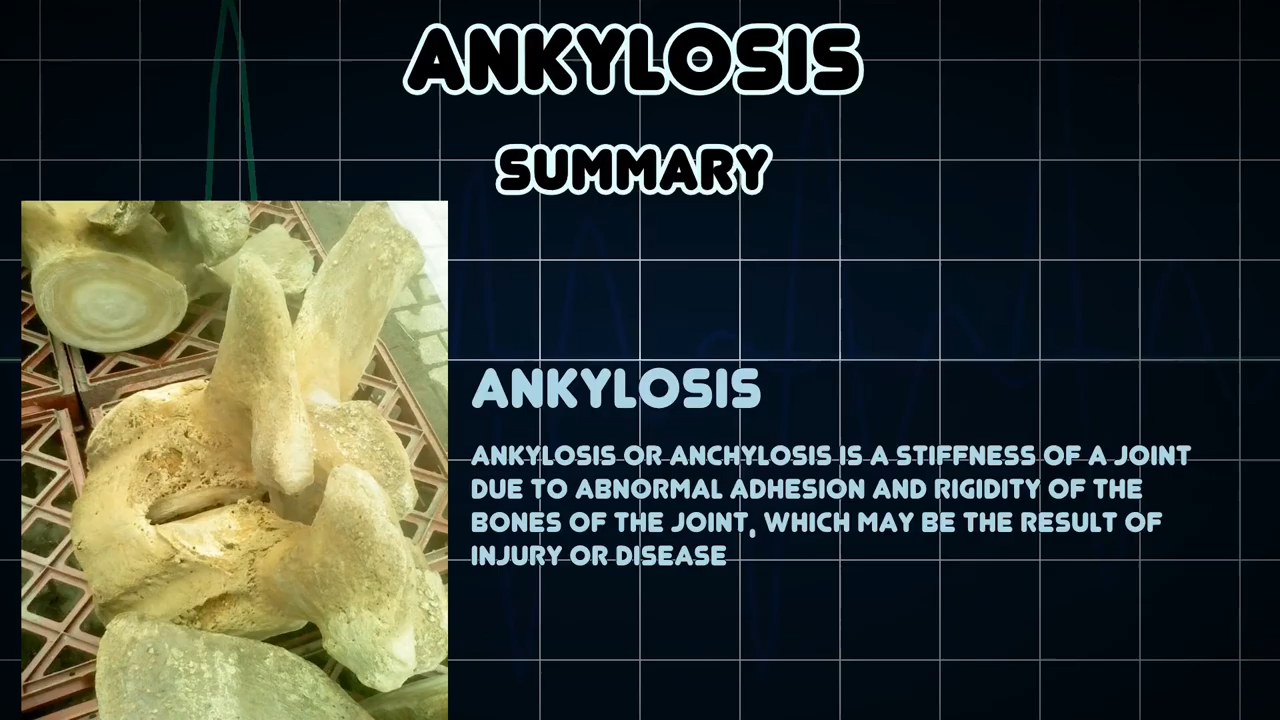 ANKYLOSIS
SUMMARY
ANKYLOSIS
ANKYLOSIS OR ANCHYLOSIS IS A STIFFNESS OF A JOINT
DUE TO ABNORMAL ADHESION AND RIGIDITY OF THE
BONES OF THE JOINT, WHICH MAY BE THE RESULT OF
INJURY OR DISEASE